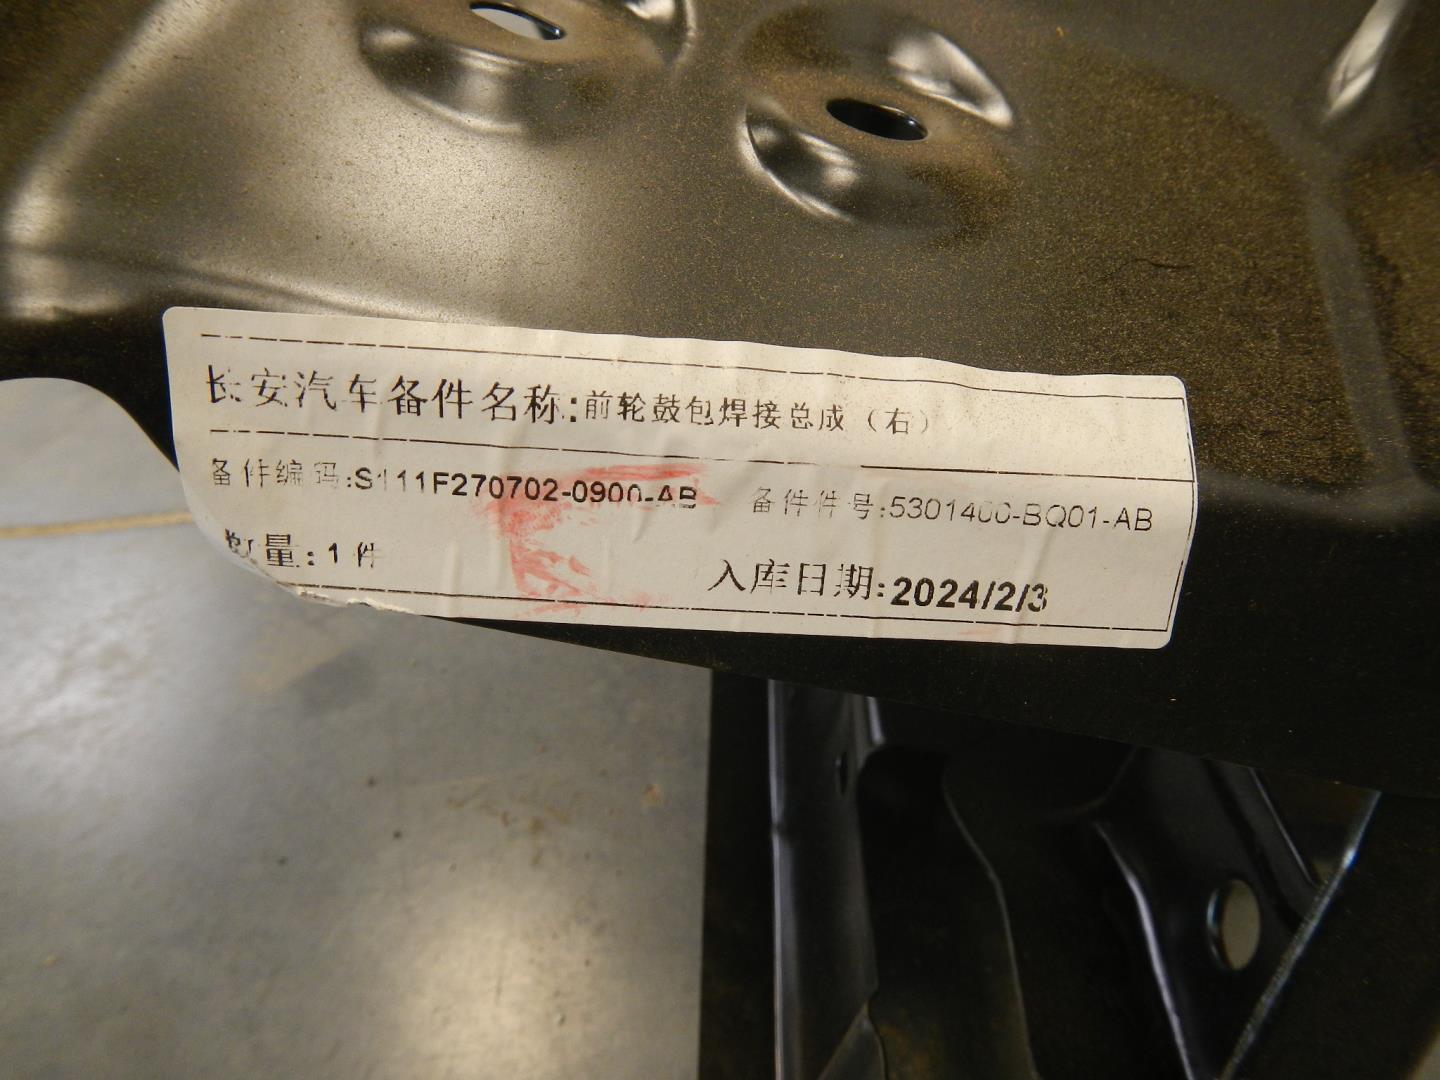 长安汽车备件名称:前轮鼓包焊接总成（右）
备件编码:S111F270702-0900-AB 备件件号:5301400-BQ01-AB
数量:1 件 入库日期:2024/2/3